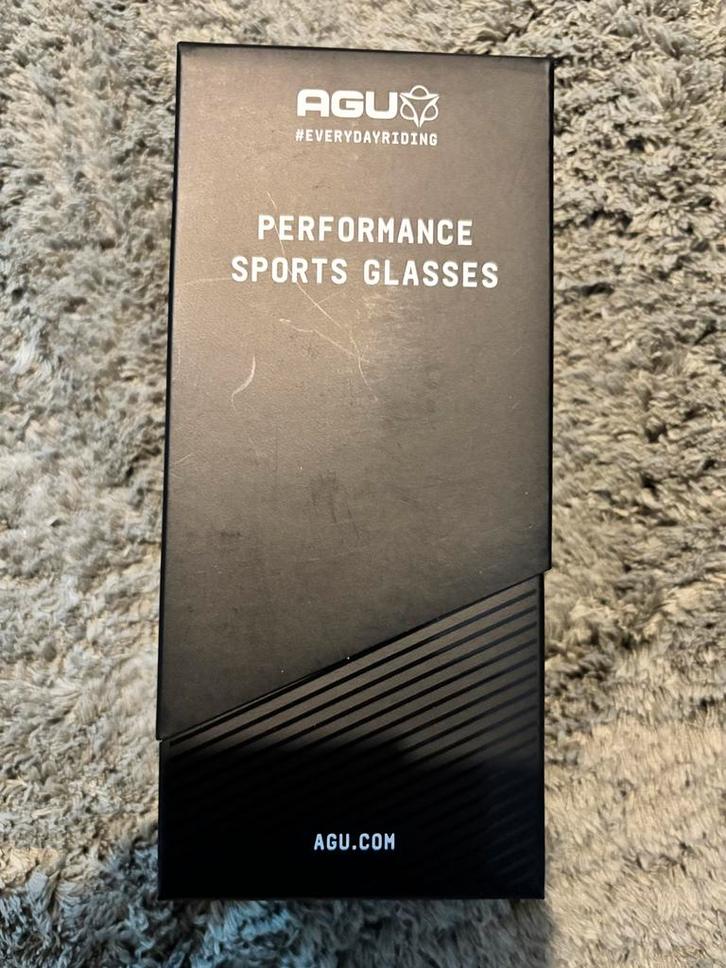 AGU
#EVERYDAYRIDING
PERFORMANCE
SPORTS GLASSES
AGU.COM